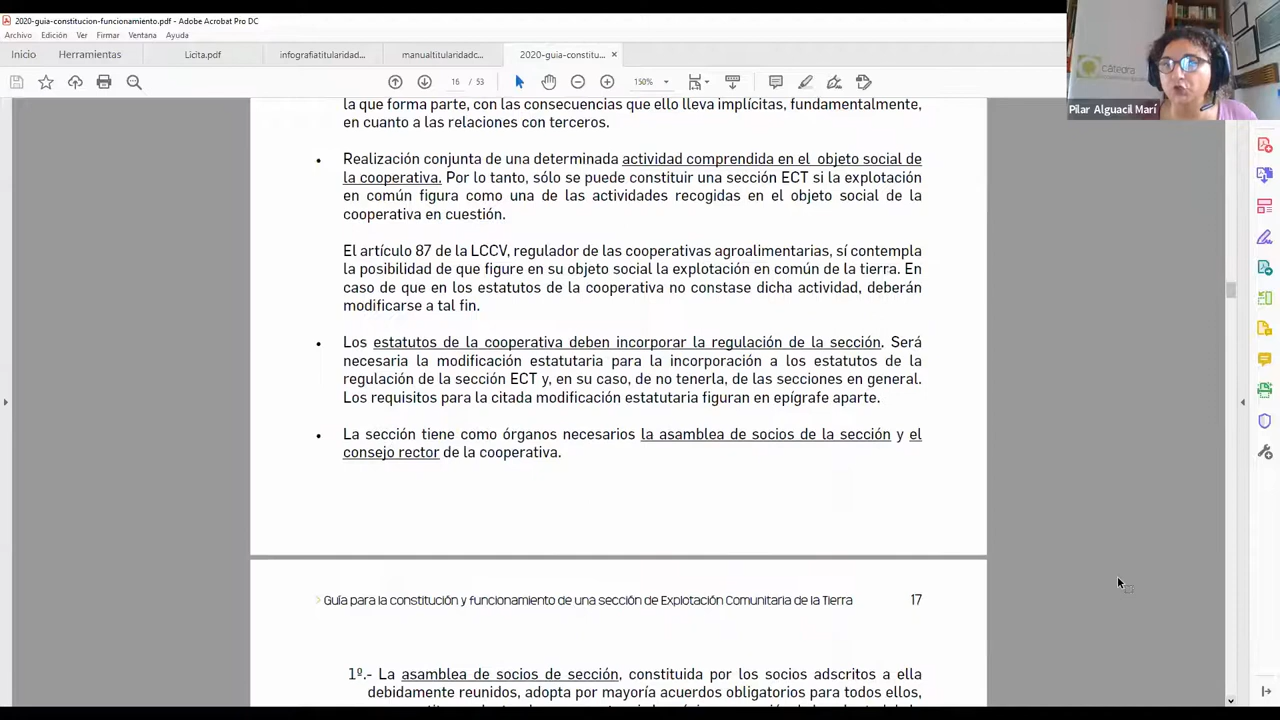 2020-guia-constitucion-funcionamiento.pdf - Adobe Acrobat Pro DC
Archivo Edición Ver Firmar Ventana Ayuda
Inicio Herramientas Licita.pdf infografiatitularidad... manualtitularidadc... 2020-guia-constitu... ×
16 / 53 150%
cátedra
Pilar Alguacil Marí
la que forma parte, con las consecuencias que ello lleva implícitas, fundamentalmente,
en cuanto a las relaciones con terceros.
• Realización conjunta de una determinada actividad comprendida en el objeto social de
la cooperativa. Por lo tanto, sólo se puede constituir una sección ECT si la explotación
en común figura como una de las actividades recogidas en el objeto social de la
cooperativa en cuestión.
El artículo 87 de la LCCV, regulador de las cooperativas agroalimentarias, sí contempla
la posibilidad de que figure en su objeto social la explotación en común de la tierra. En
caso de que en los estatutos de la cooperativa no constase dicha actividad, deberán
modificarse a tal fin.
• Los estatutos de la cooperativa deben incorporar la regulación de la sección. Será
necesaria la modificación estatutaria para la incorporación a los estatutos de la
regulación de la sección ECT y, en su caso, de no tenerla, de las secciones en general.
Los requisitos para la citada modificación estatutaria figuran en epígrafe aparte.
• La sección tiene como órganos necesarios la asamblea de socios de la sección y el
consejo rector de la cooperativa.
> Guía para la constitución y funcionamiento de una sección de Explotación Comunitaria de la Tierra 17
1º.- La asamblea de socios de sección, constituida por los socios adscritos a ella
debidamente reunidos, adopta por mayoría acuerdos obligatorios para todos ellos,